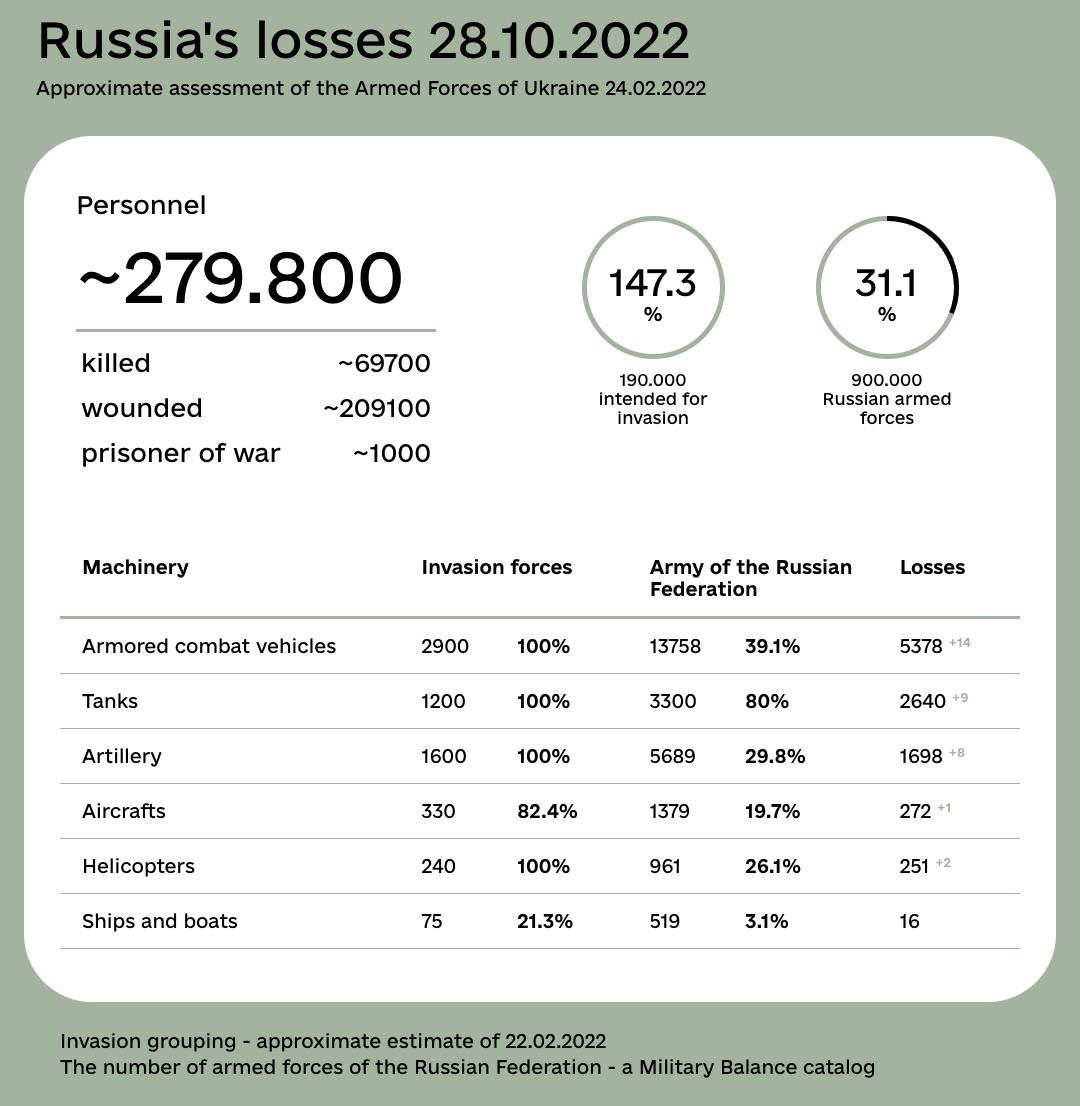 Russia's losses 28.10.2022
Approximate assessment of the Armed Forces of Ukraine 24.02.2022
Personnel
~279.800
killed ~69700
wounded ~209100
prisoner of war ~1000
147.3
%
190.000
intended for
invasion
31.1
%
900.000
Russian armed
forces
Machinery Invasion forces Army of the Russian Federation Losses
Armored combat vehicles 2900 100% 13758 39.1% 5378 +14
Tanks 1200 100% 3300 80% 2640 +9
Artillery 1600 100% 5689 29.8% 1698 +8
Aircrafts 330 82.4% 1379 19.7% 272 +1
Helicopters 240 100% 961 26.1% 251 +2
Ships and boats 75 21.3% 519 3.1% 16
Invasion grouping - approximate estimate of 22.02.2022
The number of armed forces of the Russian Federation - a Military Balance catalog